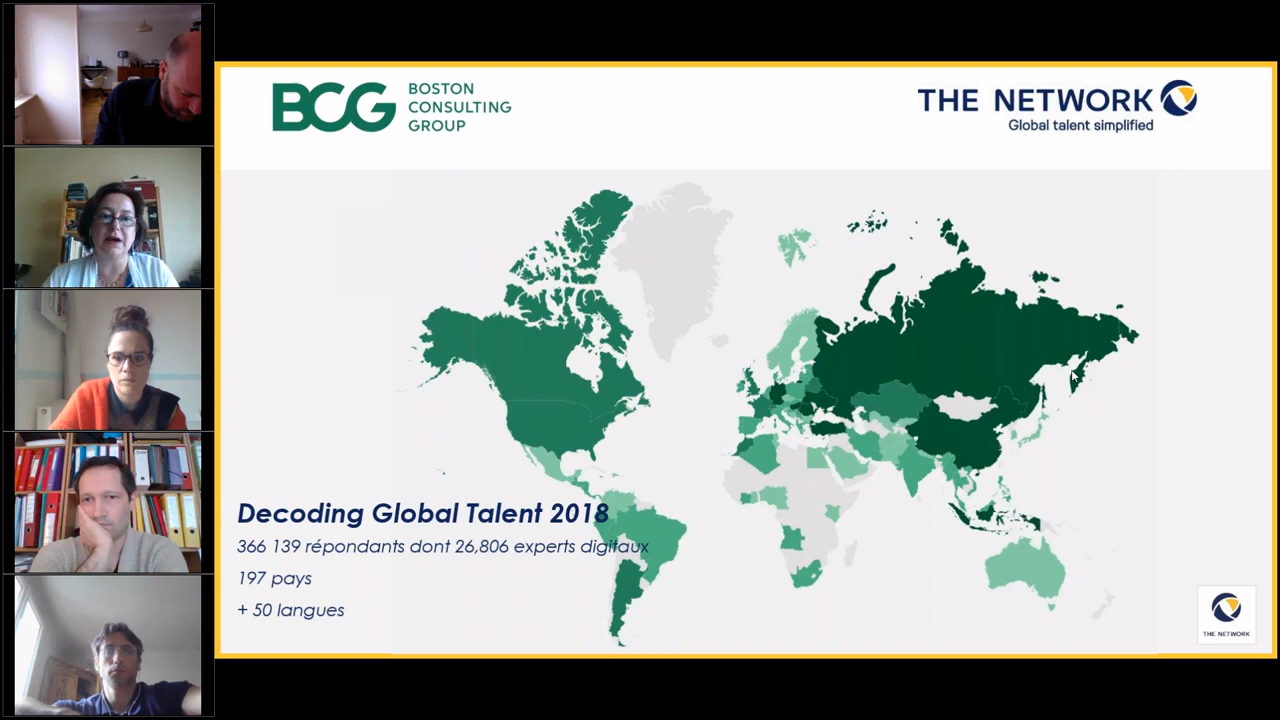 BCG
BOSTON
CONSULTING
GROUP
THE NETWORK
Global talent simplified
Decoding Global Talent 2018
366 139 répondants dont 26,806 experts digitaux
197 pays
+ 50 langues
THE NETWORK